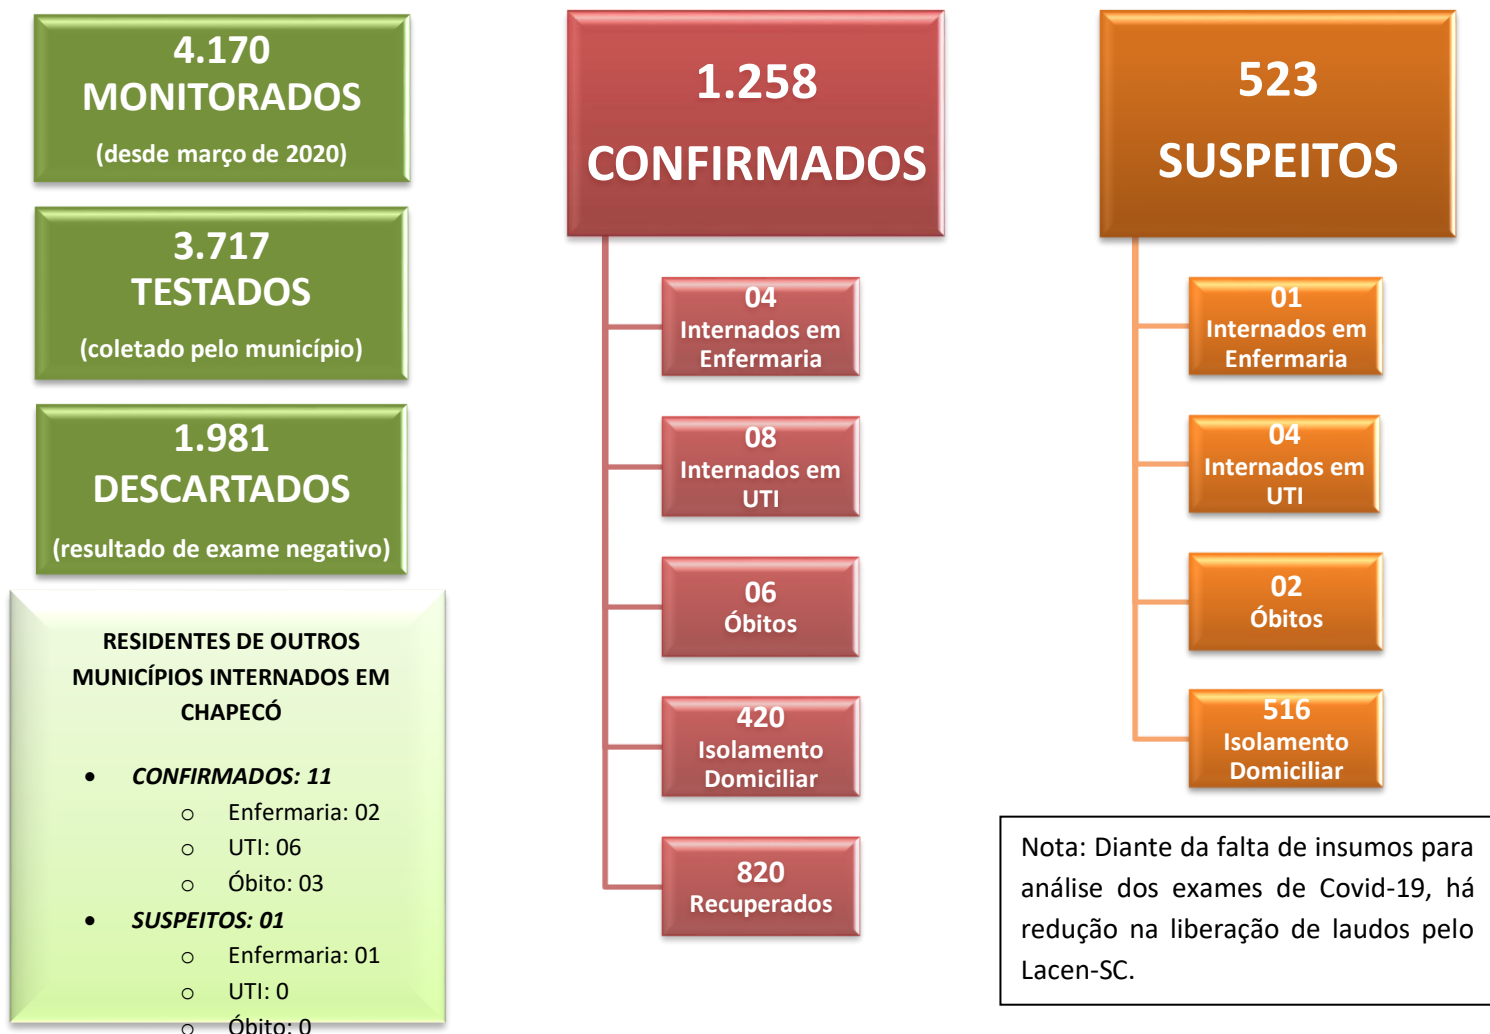 4.170
MONITORADOS
(desde março de 2020)
3.717
TESTADOS
(coletado pelo município)
1.981
DESCARTADOS
(resultado de exame negativo)
RESIDENTES DE OUTROS
MUNICÍPIOS INTERNADOS EM
CHAPECÓ
• CONFIRMADOS: 11
o Enfermaria: 02
o UTI: 06
o Óbito: 03
• SUSPEITOS: 01
o Enfermaria: 01
o UTI: 0
o Óbito: 0
1.258
CONFIRMADOS
04
Internados em
Enfermaria
08
Internados em
UTI
06
Óbitos
420
Isolamento
Domiciliar
820
Recuperados
523
SUSPEITOS
01
Internados em
Enfermaria
04
Internados em
UTI
02
Óbitos
516
Isolamento
Domiciliar
Nota: Diante da falta de insumos para
análise dos exames de Covid-19, há
redução na liberação de laudos pelo
Lacen-SC.